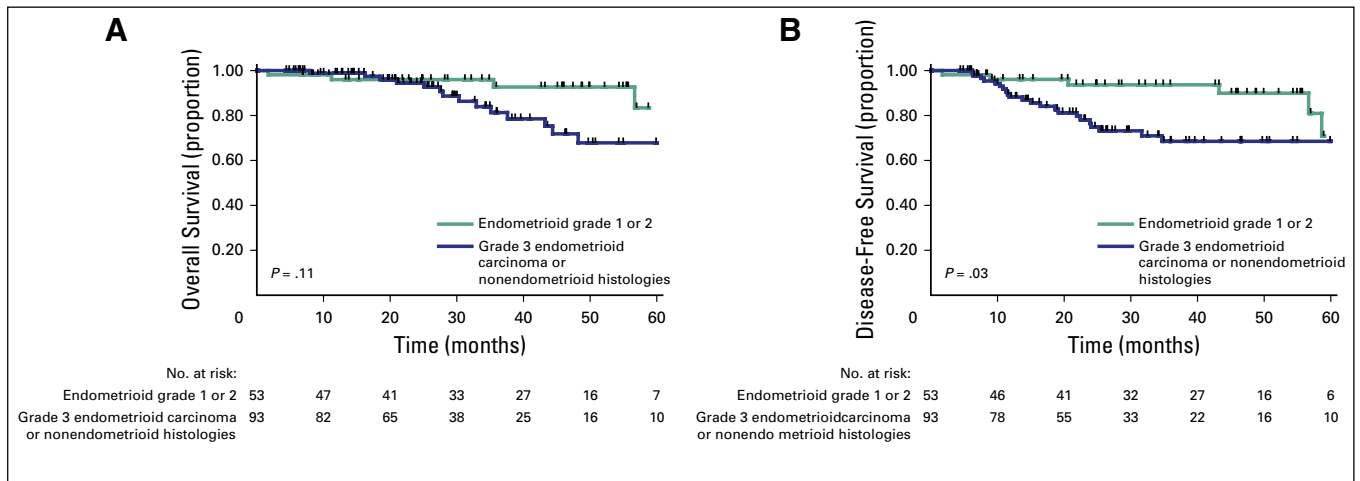 A
Overall Survival (proportion)
1.00
0.80
0.60
0.40
0.20
Endometrioid grade 1 or 2
Grade 3 endometrioid
carcinoma or
nonendometrioid histologies
P = .11
0 10 20 30 40 50 60
Time (months)
No. at risk:
Endometrioid grade 1 or 2 53 47 41 33 27 16 7
Grade 3 endometrioid carcinoma 93 82 65 38 25 16 10
or nonendometrioid histologies
B
Disease-Free Survival (proportion)
1.00
0.80
0.60
0.40
0.20
Endometrioid grade 1 or 2
Grade 3 endometrioid
carcinoma or nonendometrioid
histologies
P = .03
0 10 20 30 40 50 60
Time (months)
No. at risk:
Endometrioid grade 1 or 2 53 46 41 32 27 16 6
Grade 3 endometrioidcarcinoma 93 78 55 33 22 16 10
or nonendo metrioid histologies